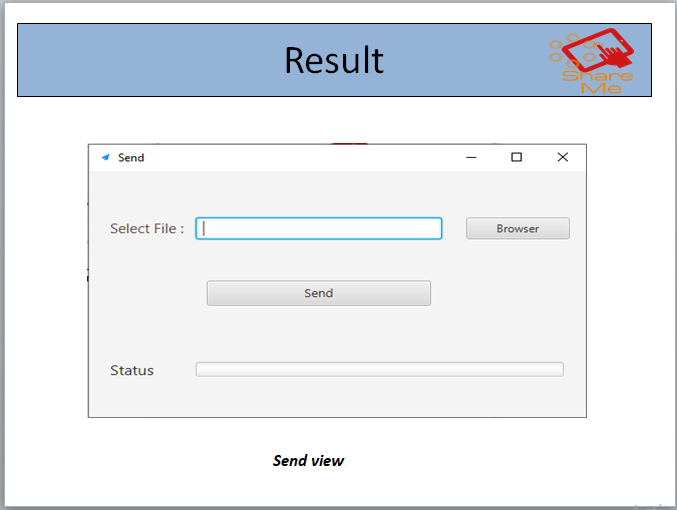 Result
Share
Me
Send
Select File :
Browser
Send
Status
Send view